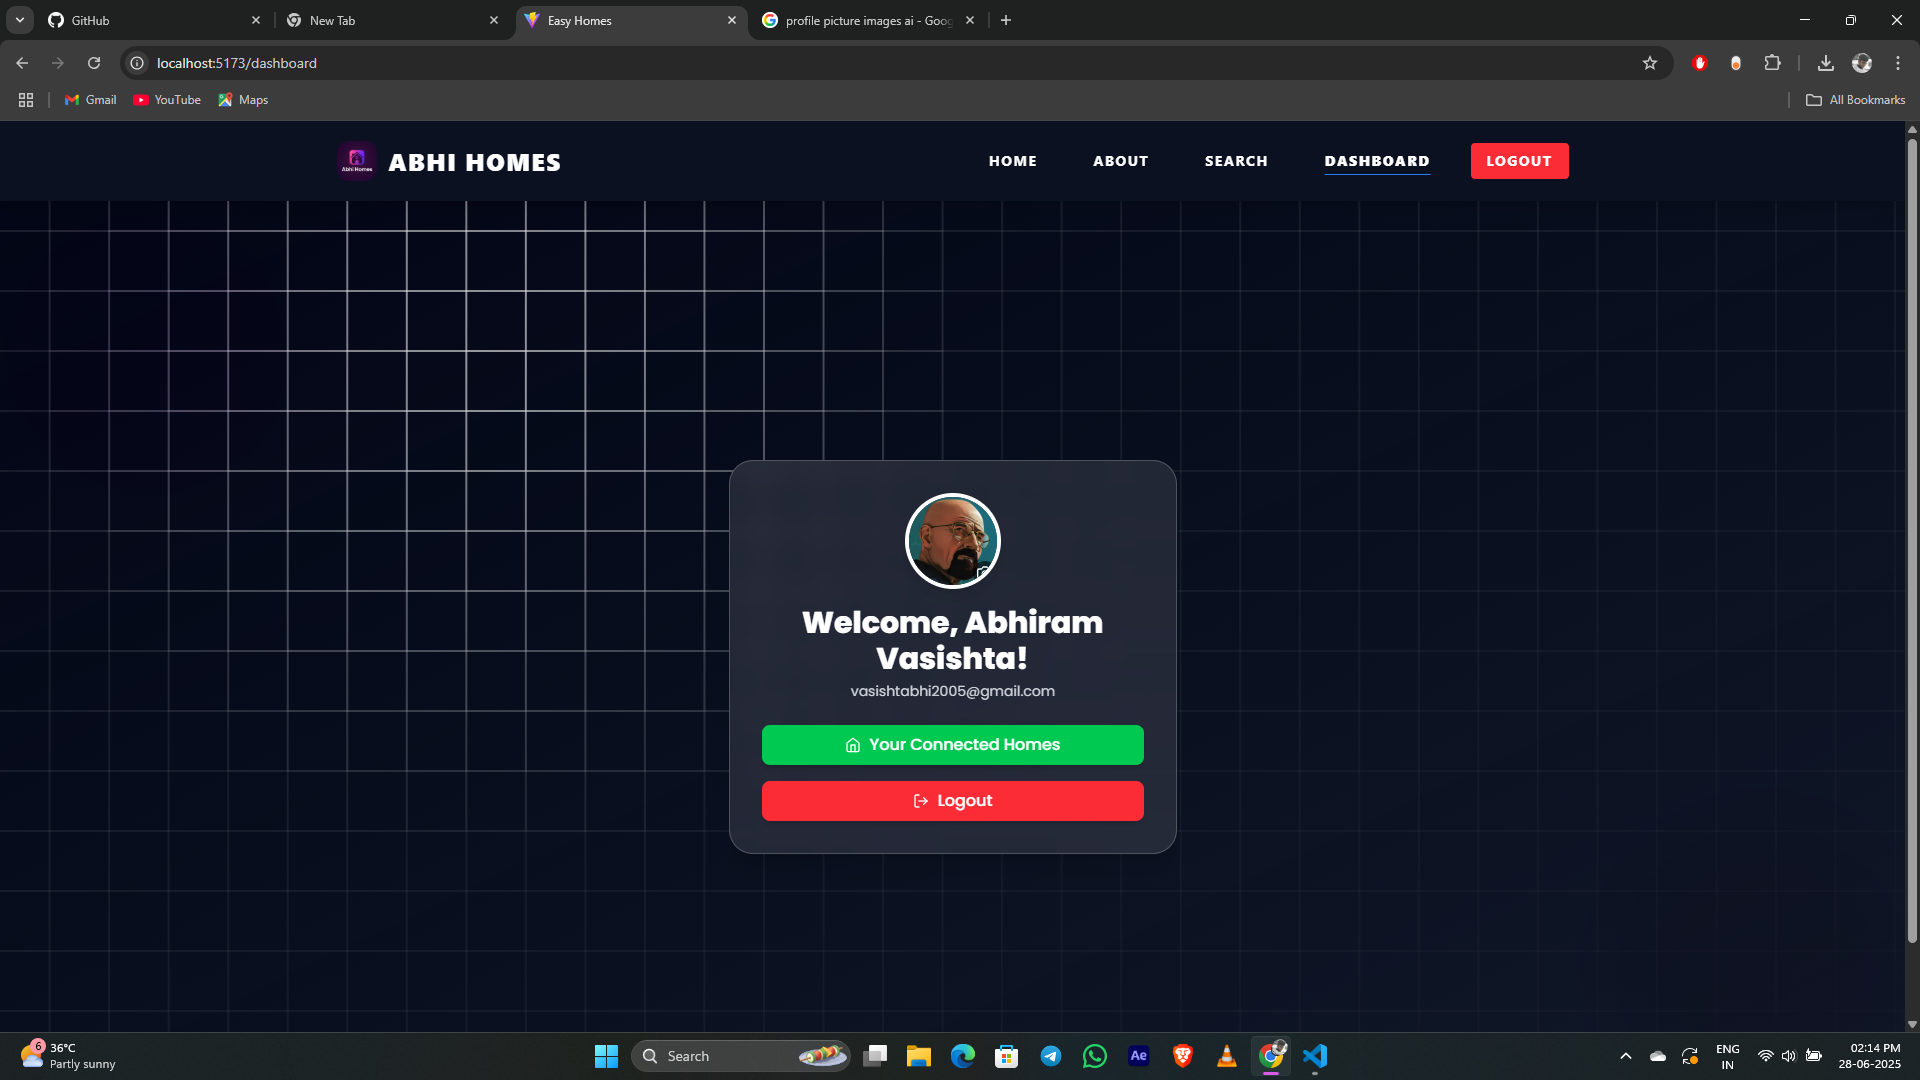 GitHub
New Tab
Easy Homes
profile picture images ai - Goog
localhost:5173/dashboard
Gmail
YouTube
Maps
All Bookmarks
Abhi Homes
ABHI HOMES
HOME
ABOUT
SEARCH
DASHBOARD
LOGOUT
Welcome, Abhiram
Vasishta!
vasishtabhi2005@gmail.com
Your Connected Homes
Logout
6
36°C
Partly sunny
Search
Ae
ENG
IN
02:14 PM
28-06-2025